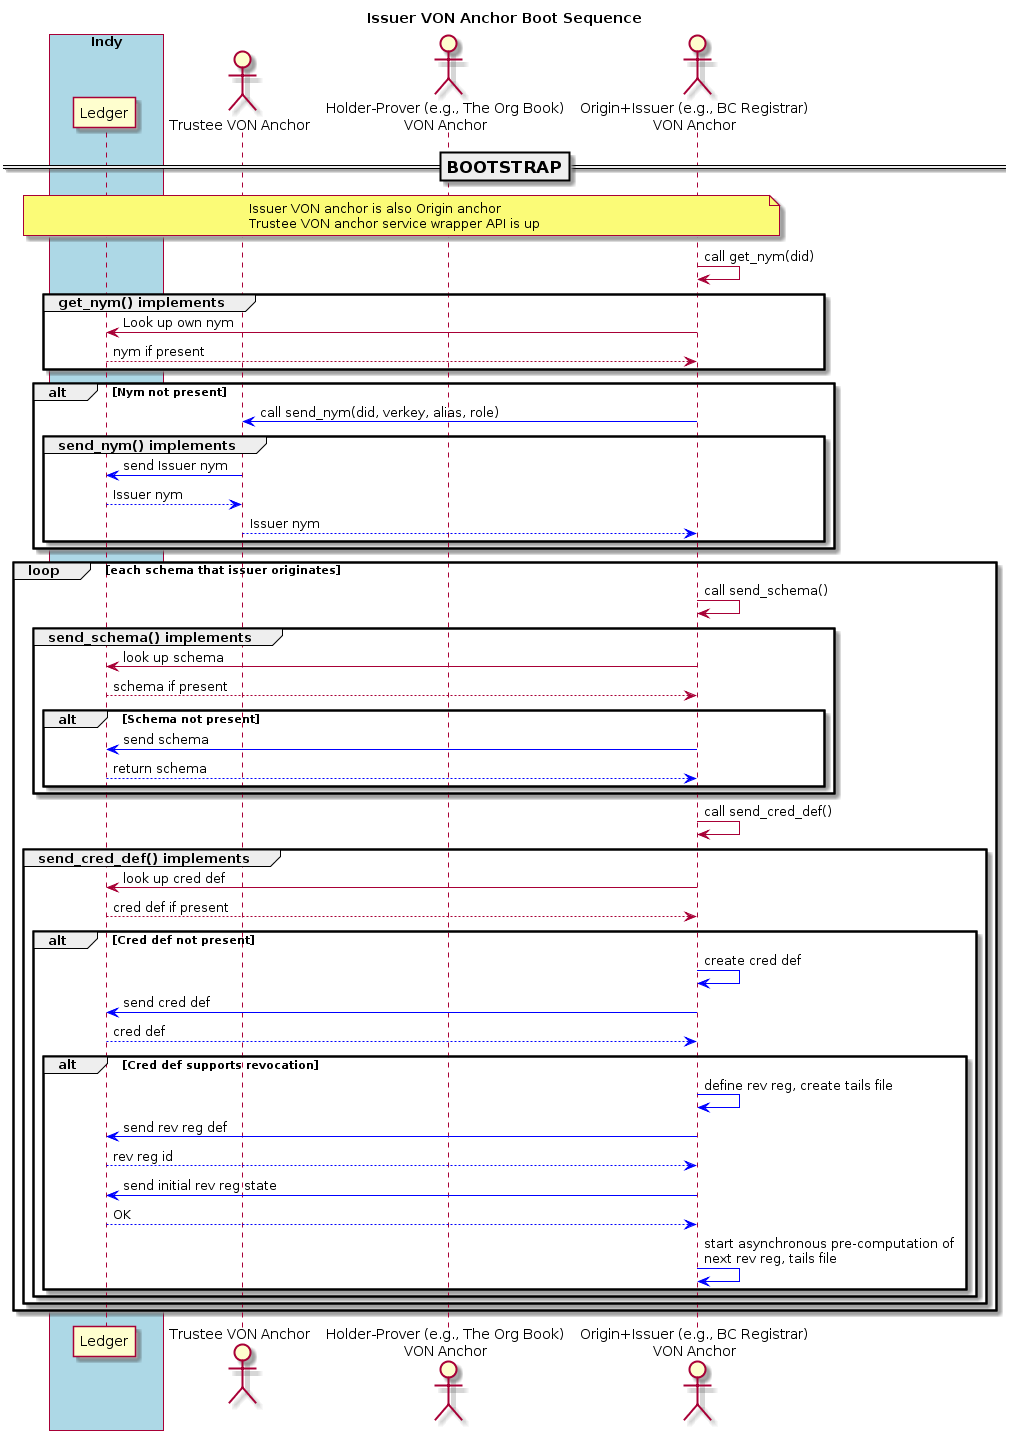 Issuer VON Anchor Boot Sequence
Indy
Ledger
Trustee VON Anchor
Holder-Prover (e.g., The Org Book)
VON Anchor
Origin+Issuer (e.g., BC Registrar)
VON Anchor
BOOTSTRAP
Issuer VON anchor is also Origin anchor
Trustee VON anchor service wrapper API is up
call get_nym(did)
get_nym() implements
Look up own nym
nym if present
alt
[Nym not present]
call send_nym(did, verkey, alias, role)
send_nym() implements
send Issuer nym
Issuer nym
Issuer nym
loop
[each schema that issuer originates]
call send_schema()
send_schema() implements
look up schema
schema if present
alt
[Schema not present]
send schema
return schema
call send_cred_def()
send_cred_def() implements
look up cred def
cred def if present
alt
[Cred def not present]
create cred def
send cred def
cred def
alt
[Cred def supports revocation]
define rev reg, create tails file
send rev reg def
rev reg id
send initial rev reg state
OK
start asynchronous pre-computation of
next rev reg, tails file
Ledger
Trustee VON Anchor
Holder-Prover (e.g., The Org Book)
VON Anchor
Origin+Issuer (e.g., BC Registrar)
VON Anchor